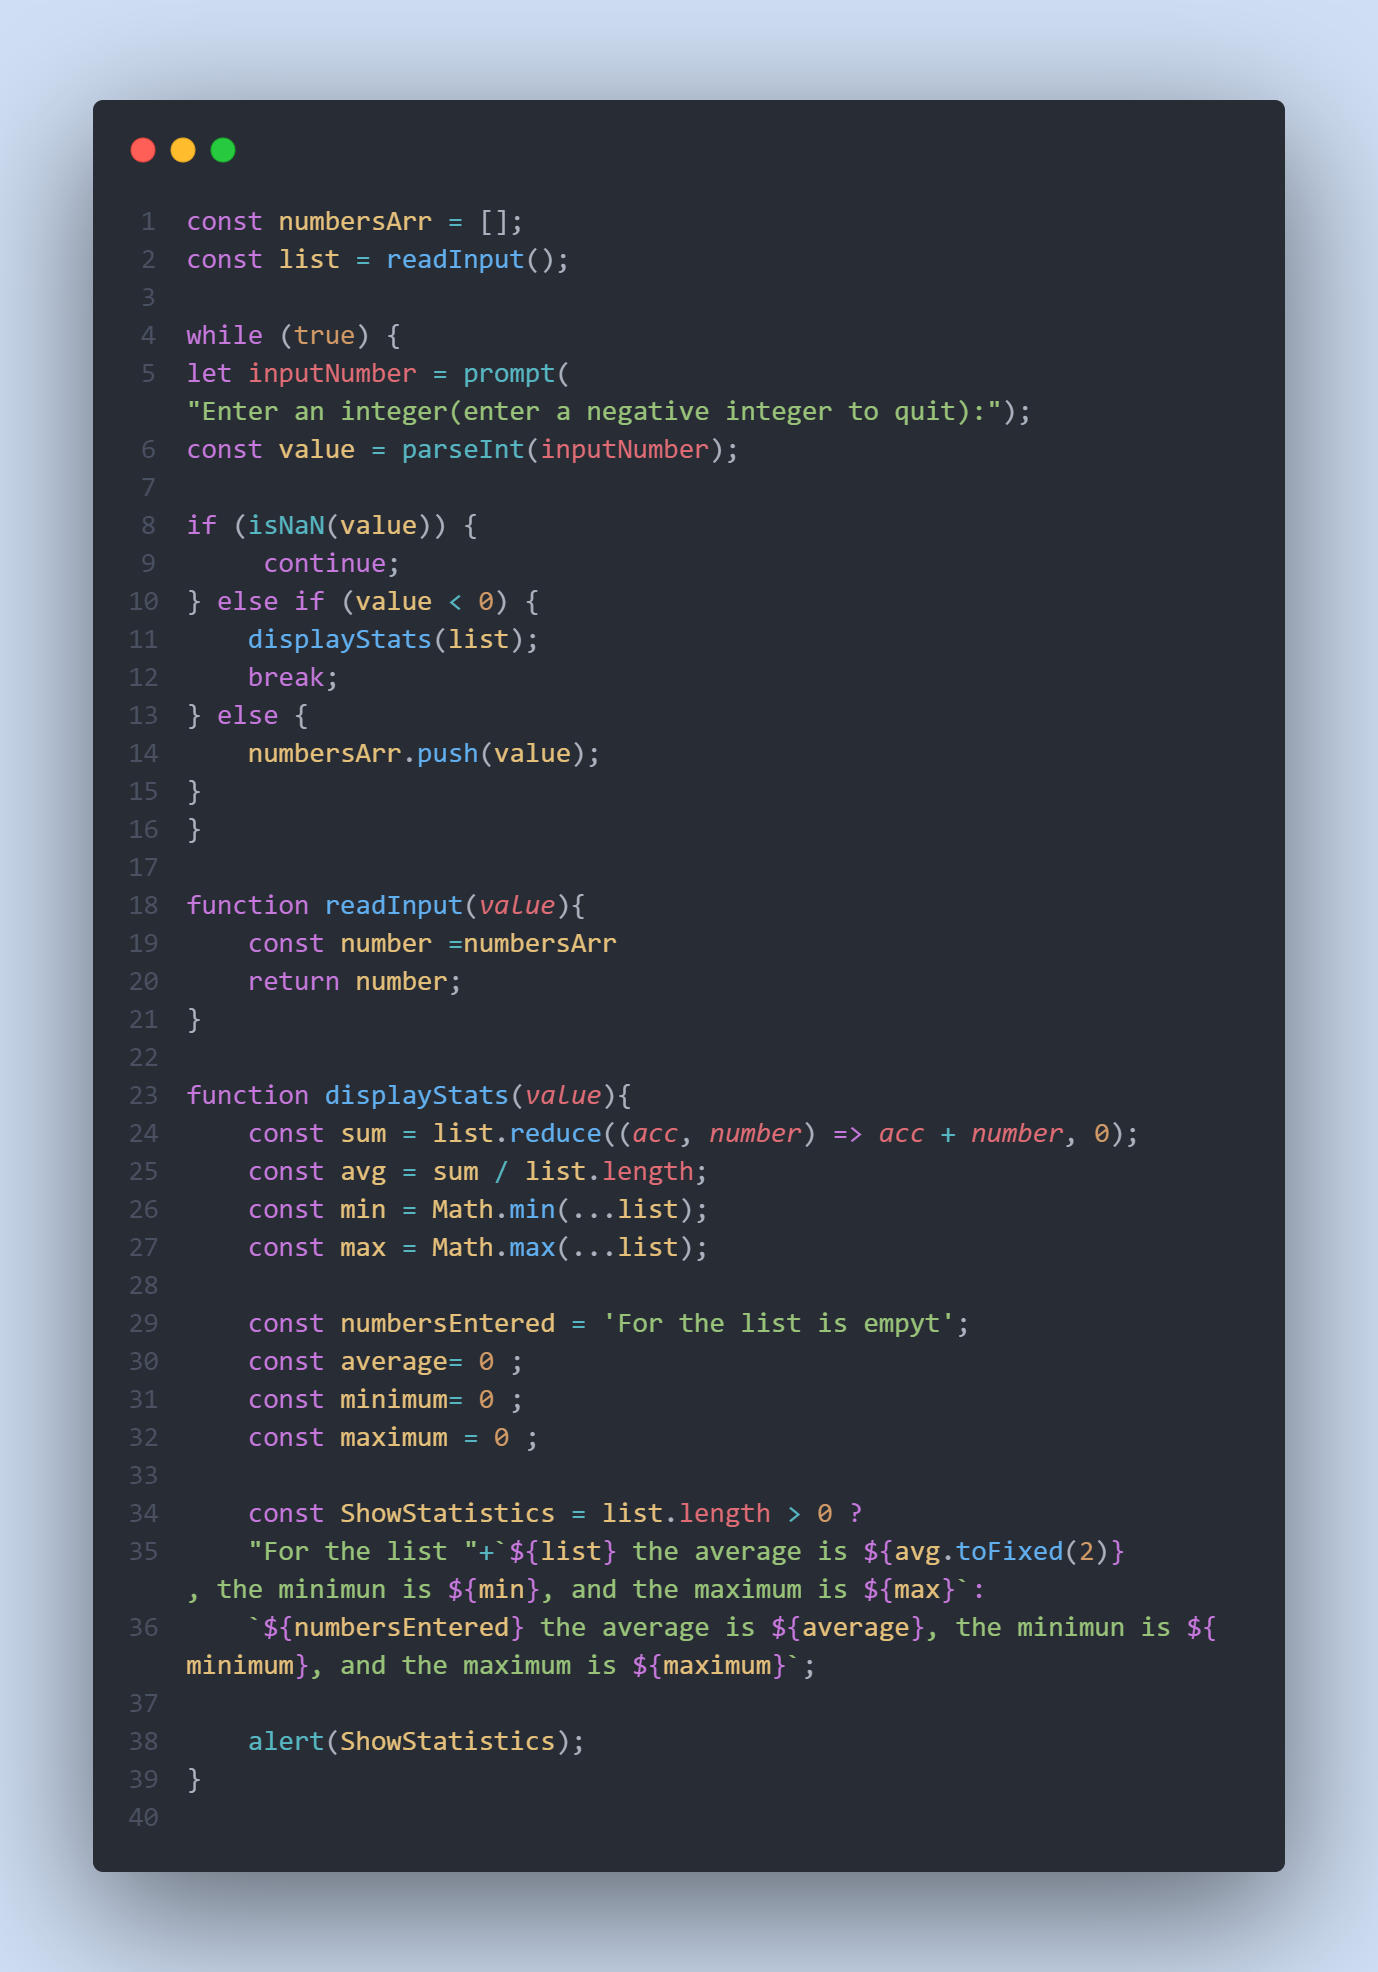 1 const numbersArr = [];
2 const list = readInput();
3
4 while (true) {
5 let inputNumber = prompt(
"Enter an integer(enter a negative integer to quit):");
6 const value = parseInt(inputNumber);
7
8 if (isNaN(value)) {
9      continue;
10 } else if (value < 0) {
11     displayStats(list);
12     break;
13 } else {
14     numbersArr.push(value);
15 }
16 }
17
18 function readInput(value){
19     const number =numbersArr
20     return number;
21 }
22
23 function displayStats(value){
24     const sum = list.reduce((acc, number) => acc + number, 0);
25     const avg = sum / list.length;
26     const min = Math.min(...list);
27     const max = Math.max(...list);
28
29     const numbersEntered = 'For the list is empyt';
30     const average= 0 ;
31     const minimum= 0 ;
32     const maximum = 0 ;
33
34     const ShowStatistics = list.length > 0 ?
35     "For the list "+`${list} the average is ${avg.toFixed(2)}
, the minimun is ${min}, and the maximum is ${max}`:
36     `${numbersEntered} the average is ${average}, the minimun is ${
minimum}, and the maximum is ${maximum}`;
37
38     alert(ShowStatistics);
39 }
40